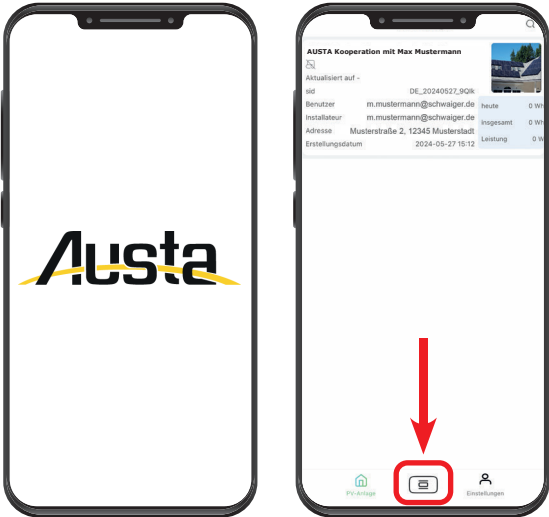 Austa
AUSTA Kooperation mit Max Mustermann
Aktualisiert auf -
sid DE_20240527_9Qlk
Benutzer m.mustermann@schwaiger.de
Installateur m.mustermann@schwaiger.de
Adresse Musterstraße 2, 12345 Musterstadt
Erstellungsdatum 2024-05-27 15:12
heute 0 Wh
insgesamt 0 Wh
Leistung 0 W
PV-Anlage
Einstellungen